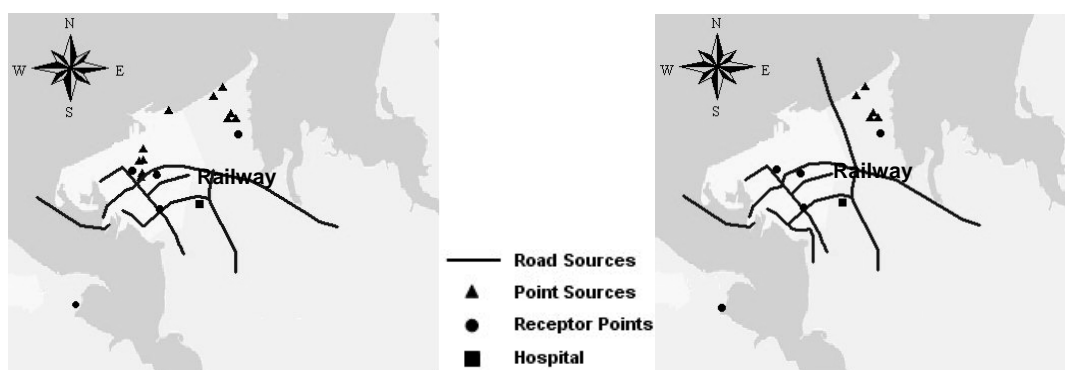 N
W E
S
Railway
Road Sources
Point Sources
Receptor Points
Hospital
N
W E
S
Railway